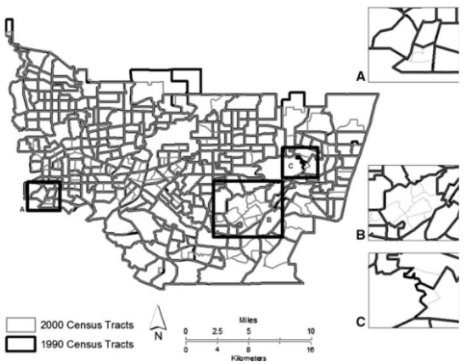 A
C
A
B
B
C
2000 Census Tracts
1990 Census Tracts
N
Miles
0 2.5 5 10
0 4 8 16
Kilometers